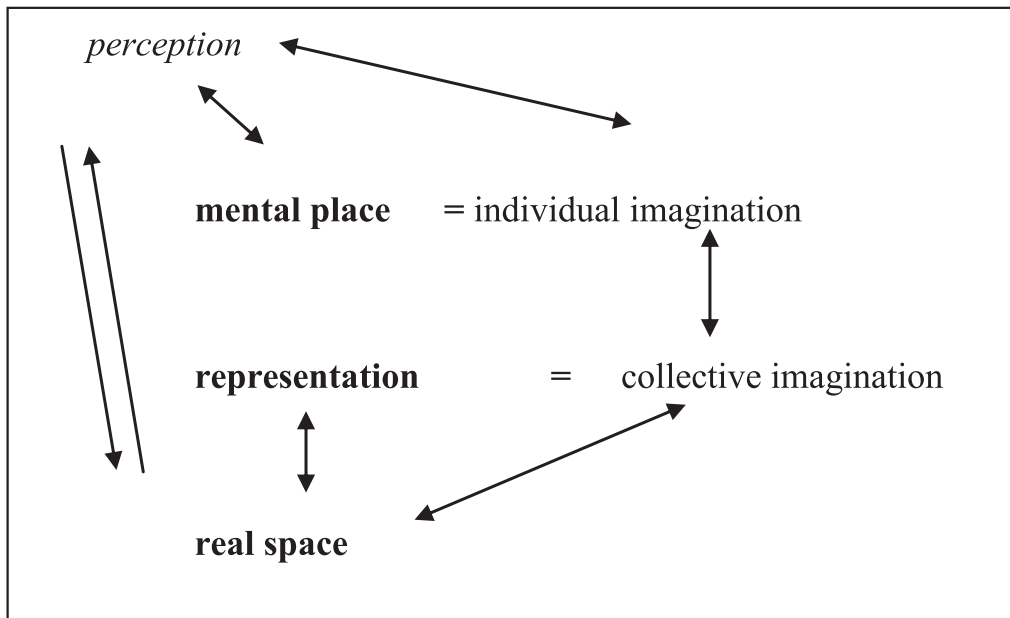 perception
mental place = individual imagination
representation = collective imagination
real space